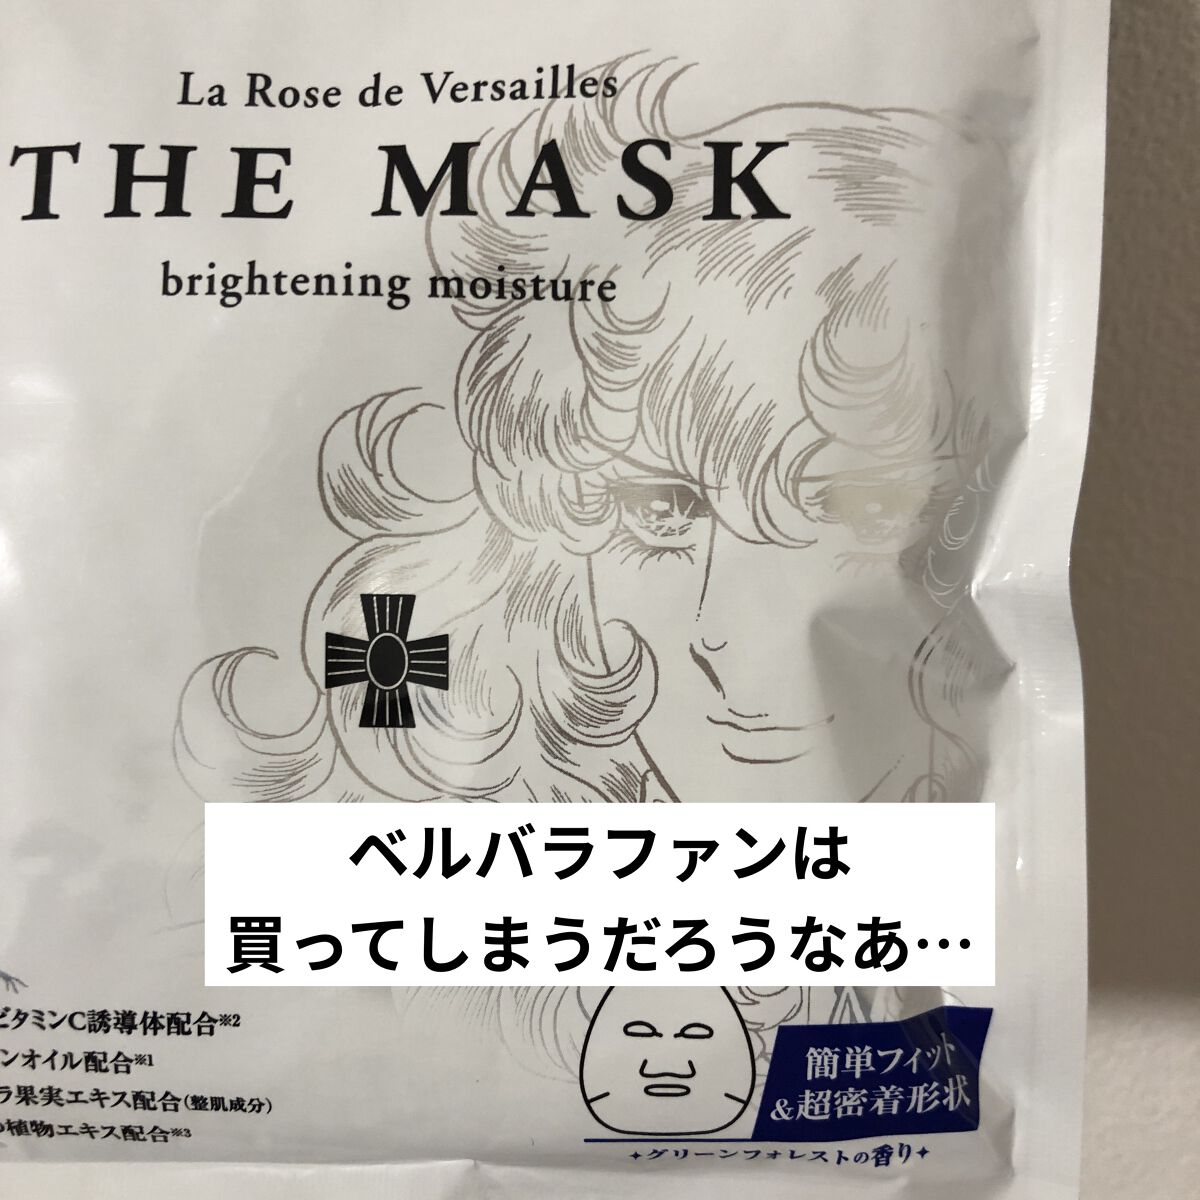 La Rose de Versailles
THE MASK
brightening moisture
ベルバラファンは
買ってしまうだろうなあ…
ビタミンC誘導体配合※2
ンオイル配合※1
ラ果実エキス配合(整肌成分)
の植物エキス配合※3
簡単フィット
&超密着形状
✦グリーンフォレストの香り✦